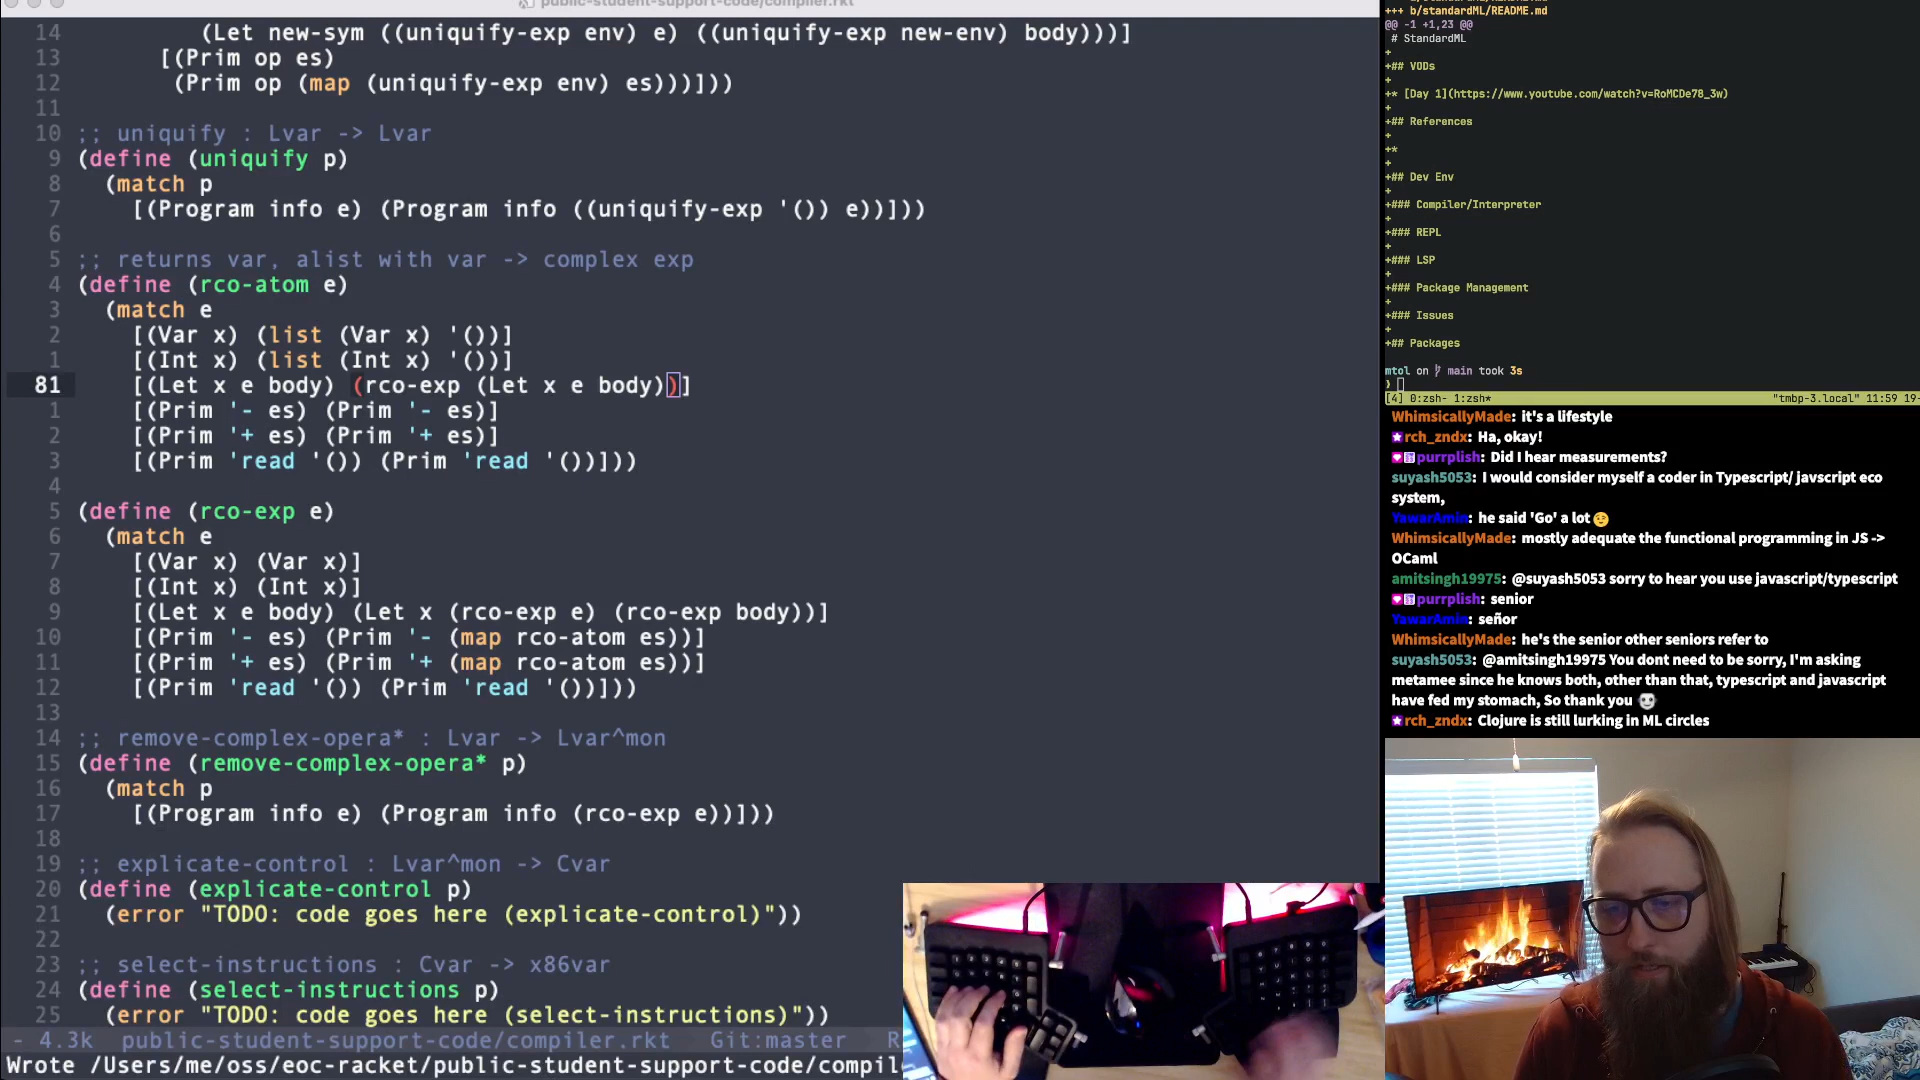 public-student-support-code/compiler.rkt
14 (Let new-sym ((uniquify-exp env) e) ((uniquify-exp new-env) body)))]
13 [(Prim op es)
12 (Prim op (map (uniquify-exp env) es)))]))
11
10 ;; uniquify : Lvar -> Lvar
9 (define (uniquify p)
8 (match p
7 [(Program info e) (Program info ((uniquify-exp '()) e))]))
6
5 ;; returns var, alist with var -> complex exp
4 (define (rco-atom e)
3 (match e
2 [(Var x) (list (Var x) '())]
1 [(Int x) (list (Int x) '())]
81 [(Let x e body) (rco-exp (Let x e body))]
1 [(Prim '- es) (Prim '- es)]
2 [(Prim '+ es) (Prim '+ es)]
3 [(Prim 'read '()) (Prim 'read '())]))
4
5 (define (rco-exp e)
6 (match e
7 [(Var x) (Var x)]
8 [(Int x) (Int x)]
9 [(Let x e body) (Let x (rco-exp e) (rco-exp body))]
10 [(Prim '- es) (Prim '- (map rco-atom es))]
11 [(Prim '+ es) (Prim '+ (map rco-atom es))]
12 [(Prim 'read '()) (Prim 'read '())]))
13
14 ;; remove-complex-opera* : Lvar -> Lvar^mon
15 (define (remove-complex-opera* p)
16 (match p
17 [(Program info e) (Program info (rco-exp e))]))
18
19 ;; explicate-control : Lvar^mon -> Cvar
20 (define (explicate-control p)
21 (error "TODO: code goes here (explicate-control)"))
22
23 ;; select-instructions : Cvar -> x86var
24 (define (select-instructions p)
25 (error "TODO: code goes here (select-instructions)"))
- 4.3k public-student-support-code/compiler.rkt Git:master R
Wrote /Users/me/oss/eoc-racket/public-student-support-code/compil
+++ b/standardML/README.md
@@ -1 +1,23 @@
# StandardML
+
+## VODs
+
+* [Day 1](https://www.youtube.com/watch?v=RoMCDe78_3w)
+
+## References
+
+*
+
+## Dev Env
+
+### Compiler/Interpreter
+
+### REPL
+
+### LSP
+
+### Package Management
+
+### Issues
+
+## Packages
mtol on main took 3s
[4] 0:zsh- 1:zsh* "tmbp-3.local" 11:59 19-
WhimsicallyMade: it's a lifestyle
rch_zndx: Ha, okay!
purrplish: Did I hear measurements?
suyash5053: I would consider myself a coder in Typescript/ javscript eco
system,
YawarAmin: he said 'Go' a lot
WhimsicallyMade: mostly adequate the functional programming in JS ->
OCaml
amitsingh19975: @suyash5053 sorry to hear you use javascript/typescript
purrplish: senior
YawarAmin: señor
WhimsicallyMade: he's the senior other seniors refer to
suyash5053: @amitsingh19975 You dont need to be sorry, I'm asking
metamee since he knows both, other than that, typescript and javascript
have fed my stomach, So thank you
rch_zndx: Clojure is still lurking in ML circles